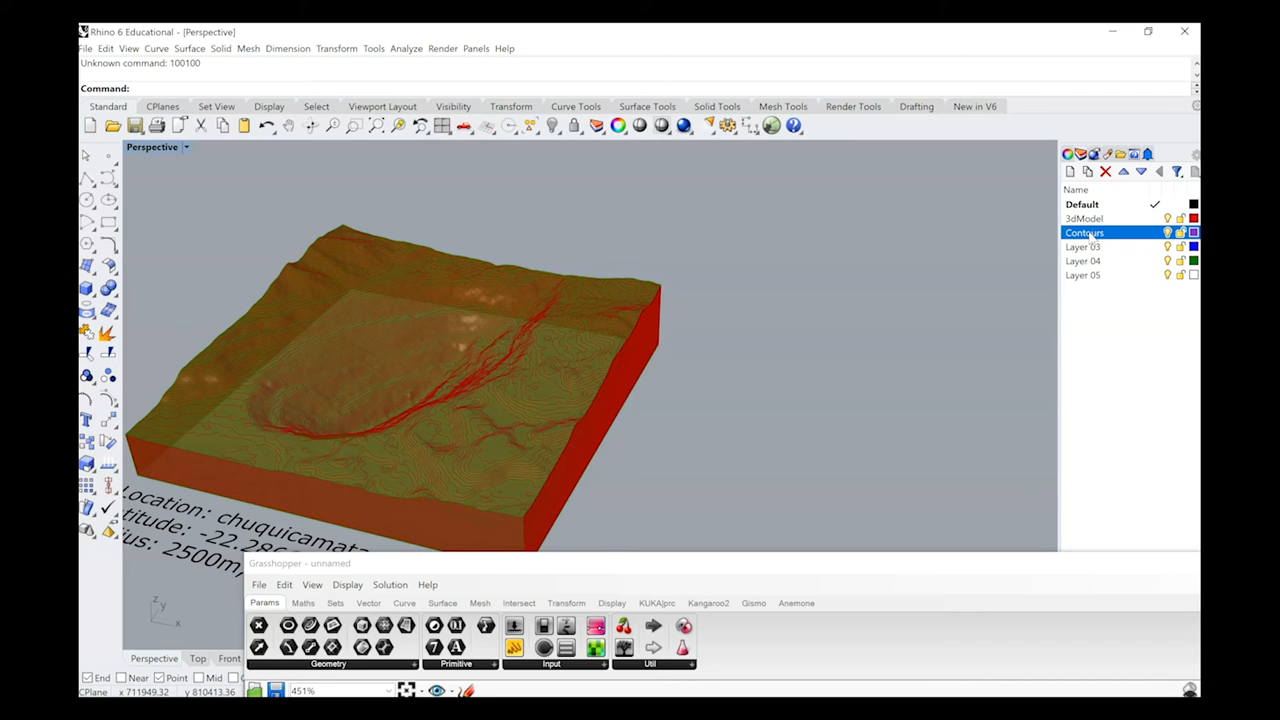 Rhino 6 Educational - [Perspective]
File Edit View Curve Surface Solid Mesh Dimension Transform Tools Analyze Render Panels Help
Unknown command: 100100
Command:
Standard CPlanes Set View Display Select Viewport Layout Visibility Transform Curve Tools Surface Tools Solid Tools Mesh Tools Render Tools Drafting New in V6
Perspective
Name
Default
3dModel
Contours
Layer 03
Layer 04
Layer 05
Location: chuquicamata
-22.28
2500m
z
y
x
Grasshopper - unnamed
File Edit View Display Solution Help
Params Maths Sets Vector Curve Surface Mesh Intersect Transform Display KUKA|prc Kangaroo2 Gismo Anemone
Geometry Primitive Input Util
Perspective Top Front
End Near Point Mid
CPlane x 711949.32 y 810413.36
451%